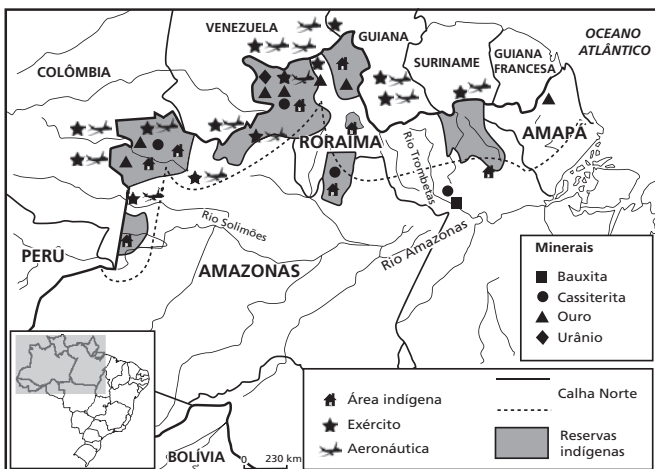 VENEZUELA
GUIANA
OCEANO
ATLÂNTICO
SURINAME
GUIANA
FRANCESA
COLÔMBIA
AMAPÁ
RORAIMA
Rio Trombetas
Rio Solimões
PERÛ
AMAZONAS
Rio Amazonas
Minerais
Bauxita
Cassiterita
Ouro
Urânio
Área indígena
Exército
Aeronáutica
Calha Norte
Reservas
indígenas
BOLÍVIA
0 230 km